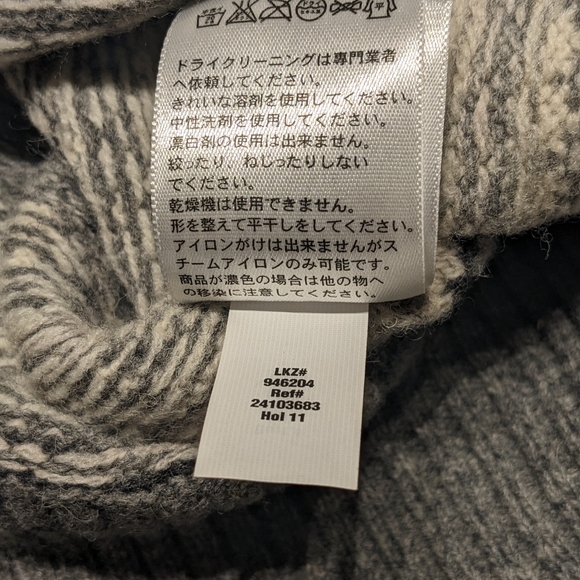 ドライクリーニングは専門業者
へ依頼してください。
きれいな溶剤を使用してください。
中性洗剤を使用してください。
漂白剤の使用は出来ません。
絞ったり、ねじったりしない
でください。
乾燥機は使用できません。
形を整えて平干しをしてください。
アイロンがけは出来ませんがス
チームアイロンのみ可能です。
商品が濃色の場合は他の物へ
の移染に注意してください。
LKZ#
946204
Ref#
24103683
Hol 11